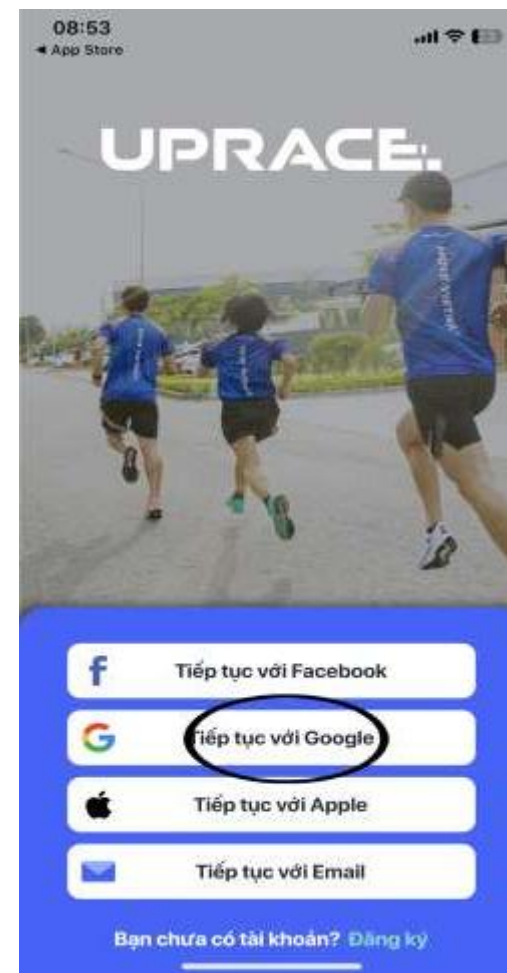 08:53
◀ App Store
UPRACE.
Tiếp tục với Facebook
Tiếp tục với Google
Tiếp tục với Apple
Tiếp tục với Email
Bạn chưa có tài khoản? Đăng ký